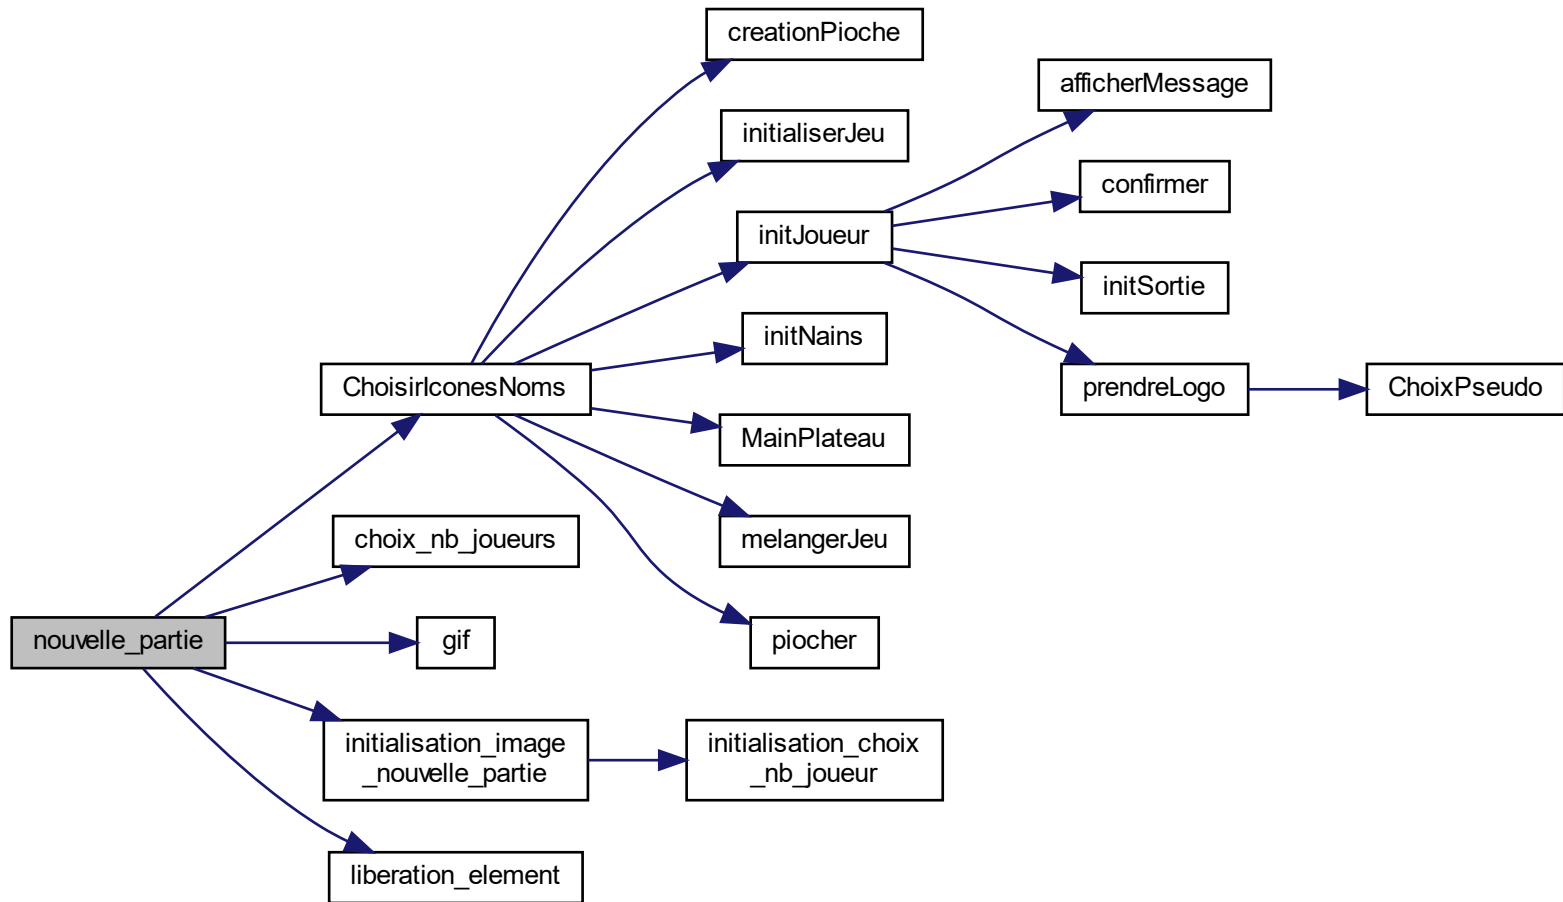 creationPioche
afficherMessage
initialiserJeu
confirmer
initJoueur
initSortie
initNains
ChoisirIconesNoms
prendreLogo
ChoixPseudo
MainPlateau
choix_nb_joueurs
melangerJeu
nouvelle_partie
gif
piocher
initialisation_image
_nouvelle_partie
initialisation_choix
_nb_joueur
liberation_element